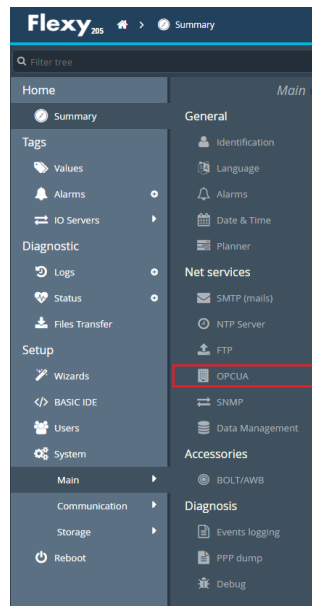 Flexy 205 > Summary
Filter tree
Home
Summary
Tags
Values
Alarms
IO Servers
Diagnostic
Logs
Status
Files Transfer
Setup
Wizards
</> BASIC IDE
Users
System
Main
Communication
Storage
Reboot
Main
General
Identification
Language
Alarms
Date & Time
Planner
Net services
SMTP (mails)
NTP Server
FTP
OPCUA
SNMP
Data Management
Accessories
BOLT/AWB
Diagnosis
Events logging
PPP dump
Debug